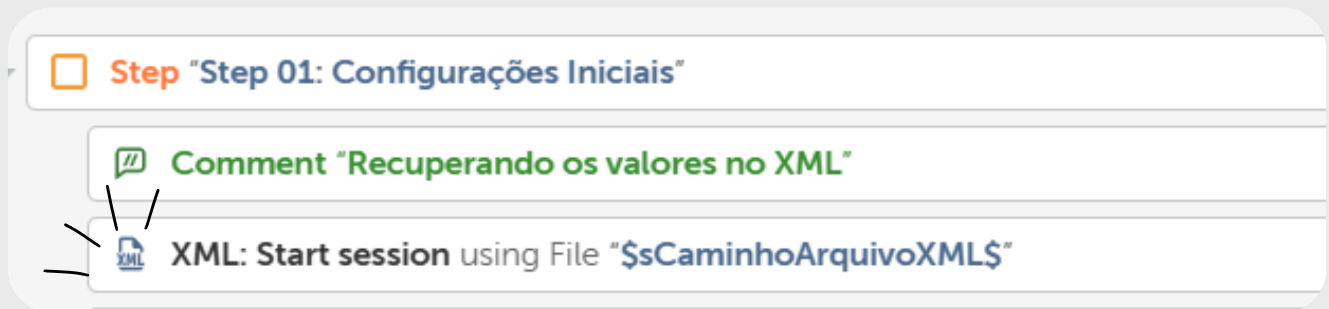 Step “Step 01: Configurações Iniciais”
Comment “Recuperando os valores no XML”
XML XML: Start session using File “$sCaminhoArquivoXML$”